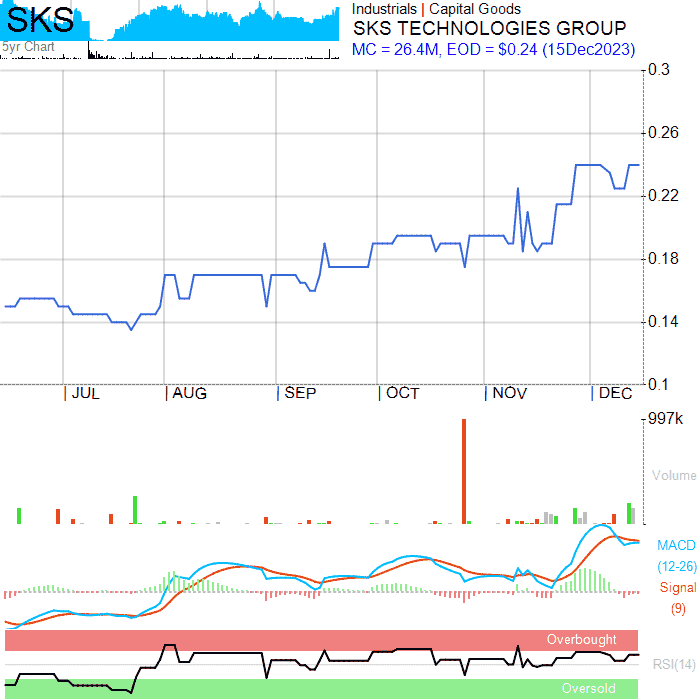 SKS
5yr Chart
Industrials | Capital Goods
SKS TECHNOLOGIES GROUP
MC = 26.4M, EOD = $0.24 (15Dec2023)
0.3
0.26
0.22
0.18
0.14
0.1
| JUL | AUG | SEP | OCT | NOV | DEC
997k
Volume
MACD
(12-26)
Signal
(9)
Overbought
RSI(14)
Oversold